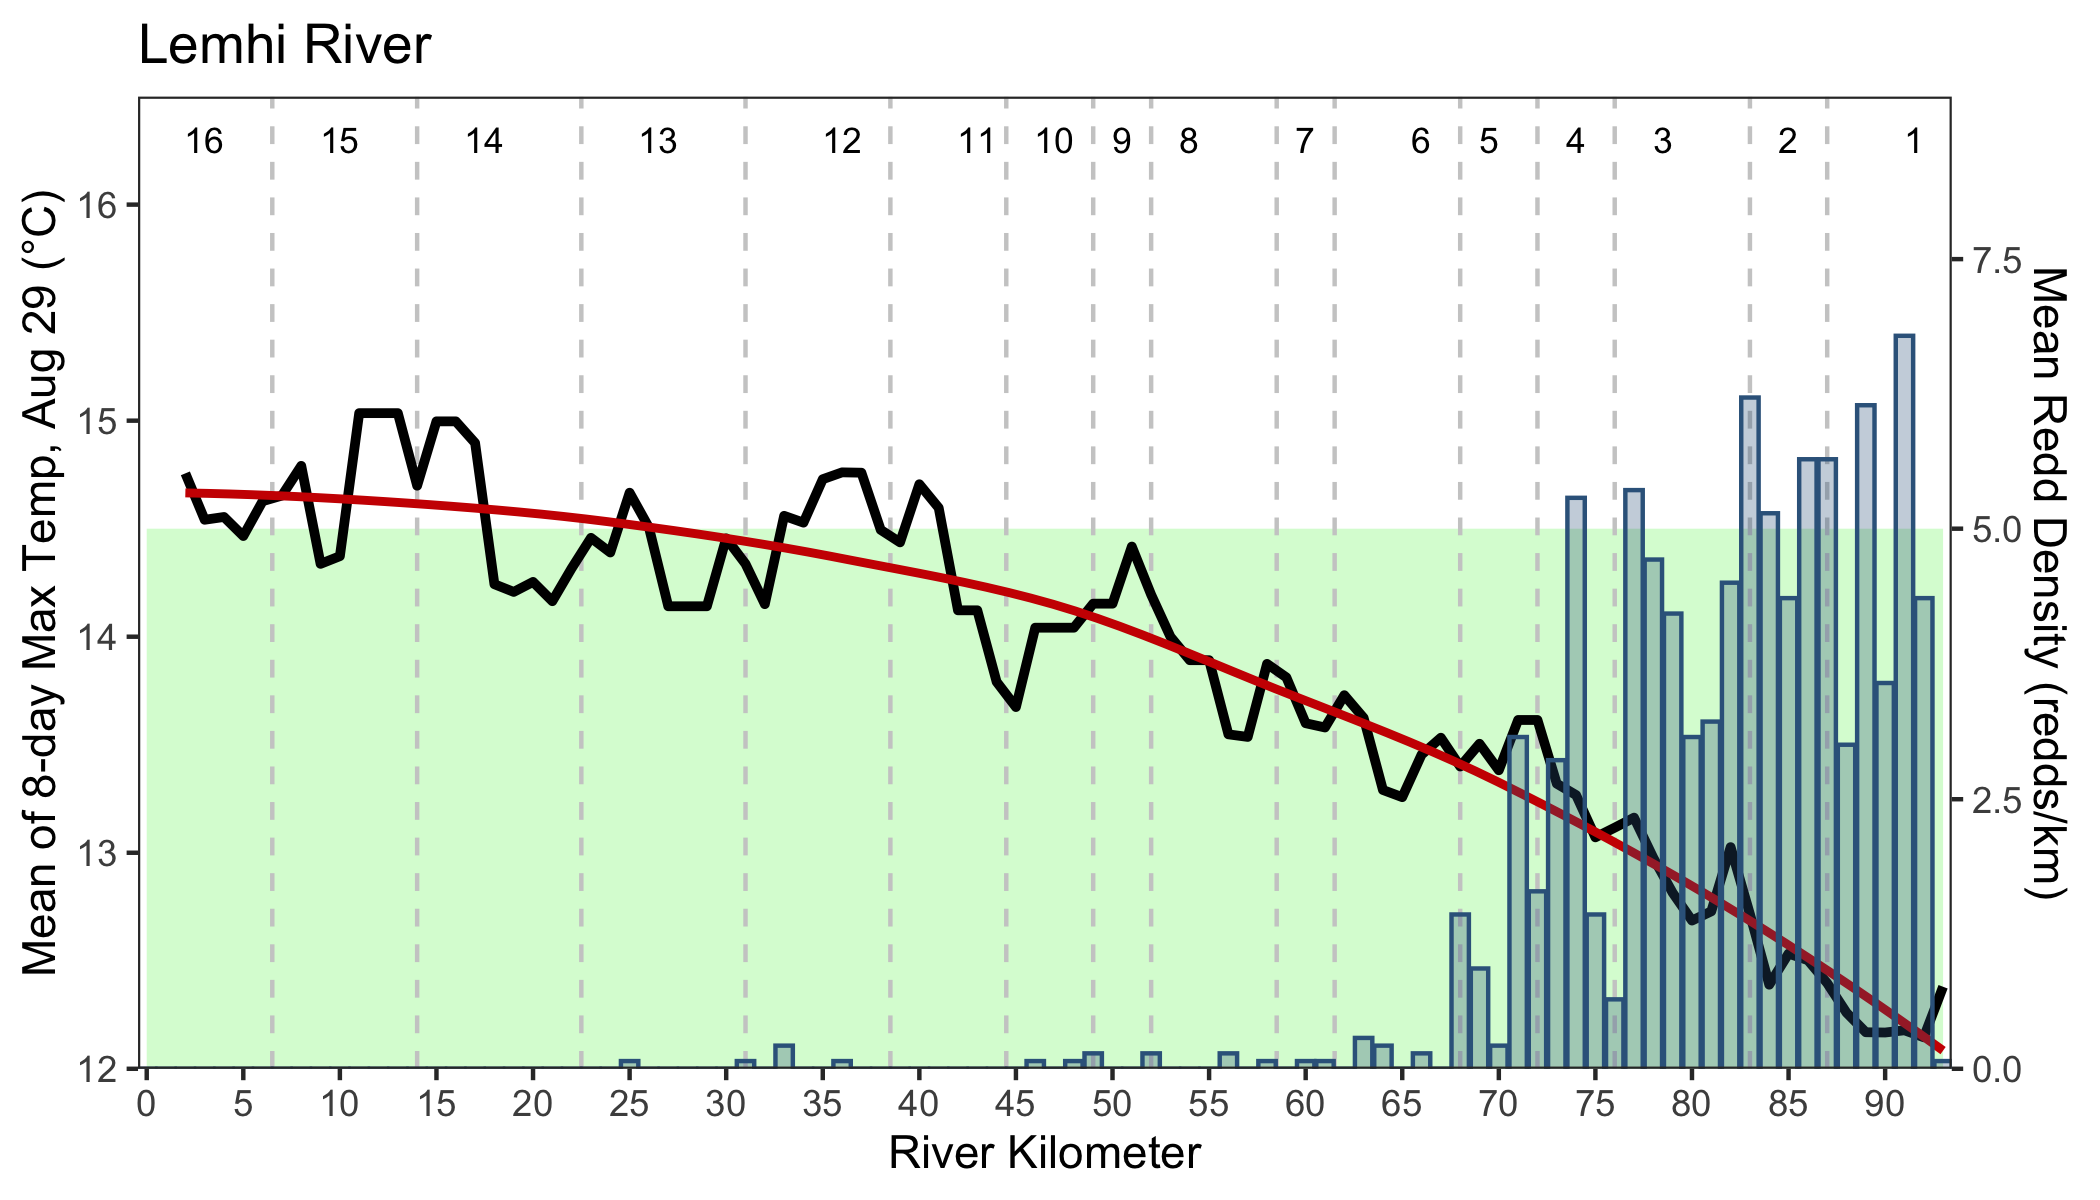 Lemhi River
16 15 14 13 12 11 10 9 8 7 6 5 4 3 2 1
Mean of 8-day Max Temp, Aug 29 (°C)
16
15
14
13
12
7.5
5.0
2.5
0.0
Mean Redd Density (redds/km)
0 5 10 15 20 25 30 35 40 45 50 55 60 65 70 75 80 85 90
River Kilometer